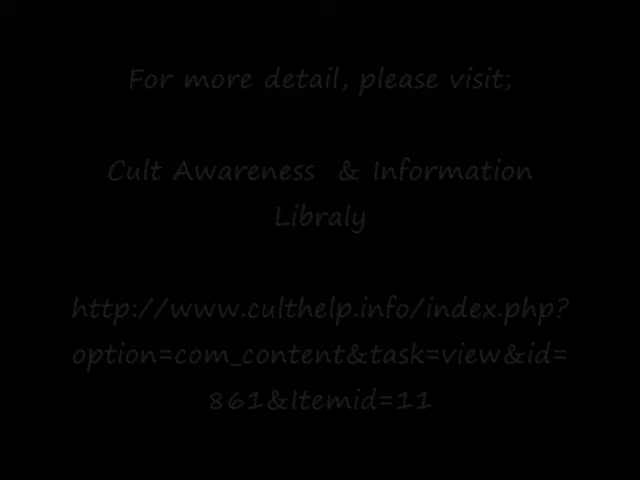 For more detail, please visit;
Cult Awareness & Information
Libraly
http://www.culthelp.info/index.php?
option=com_content&task=view&id=
861&Itemid=11